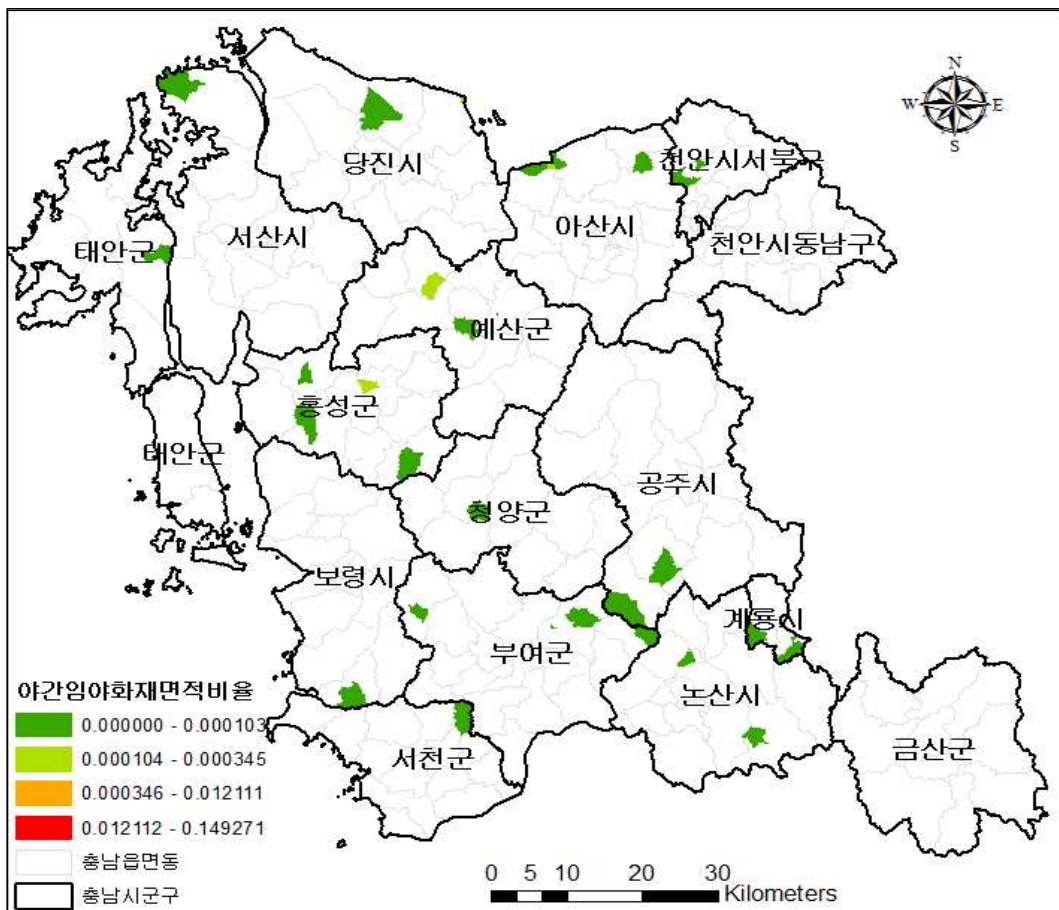 N
W E
S
당진시
천안시서북구
아산시
서산시
태안군
천안시동남구
예산군
홍성군
태안군
공주시
청양군
보령시
계룡시
부여군
논산시
서천군
금산군
야간임야화재면적비율
0.000000 - 0.000103
0.000104 - 0.000345
0.000346 - 0.012111
0.012112 - 0.149271
충남읍면동
충남시군구
0 5 10 20 30
Kilometers